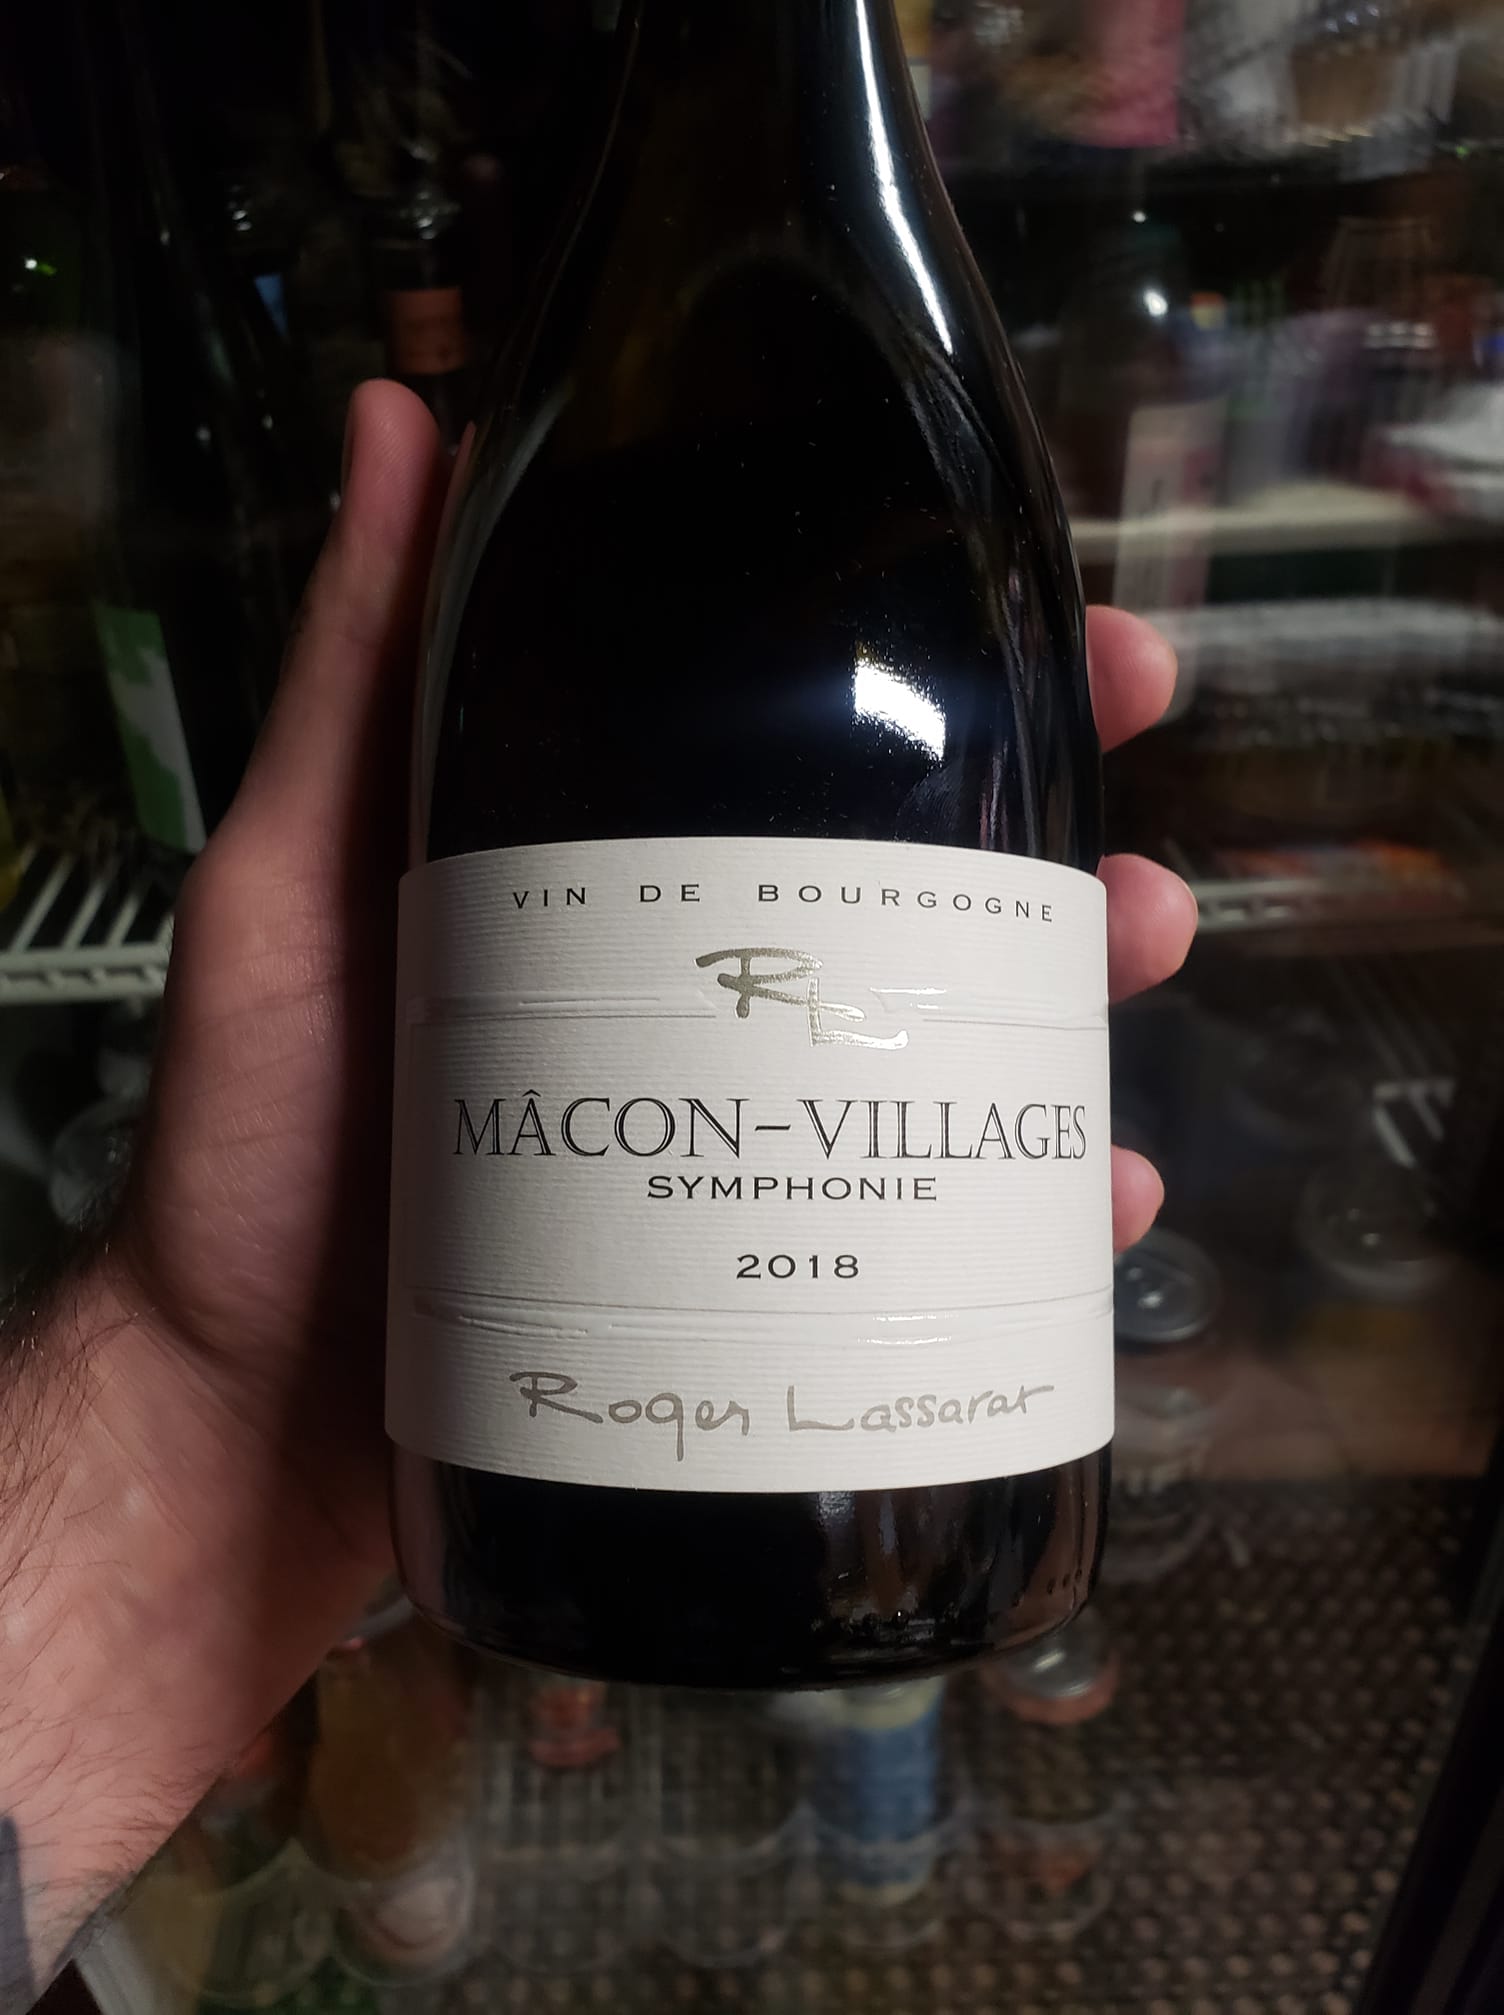 VIN DE BOURGOGNE
RL
MÂCON-VILLAGES
SYMPHONIE
2018
Roger Lassarat